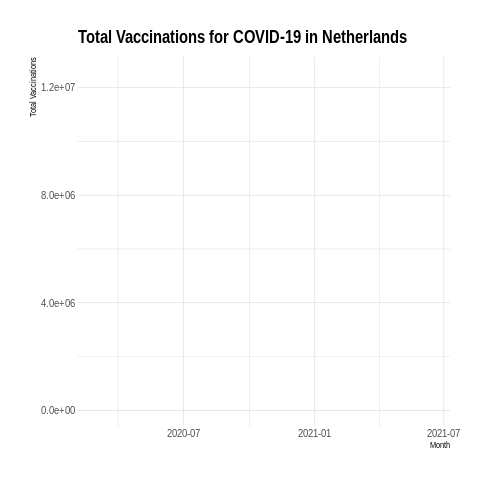 Total Vaccinations for COVID-19 in Netherlands
Total Vaccinations
1.2e+07
8.0e+06
4.0e+06
0.0e+00
2020-07
2021-01
2021-07
Month